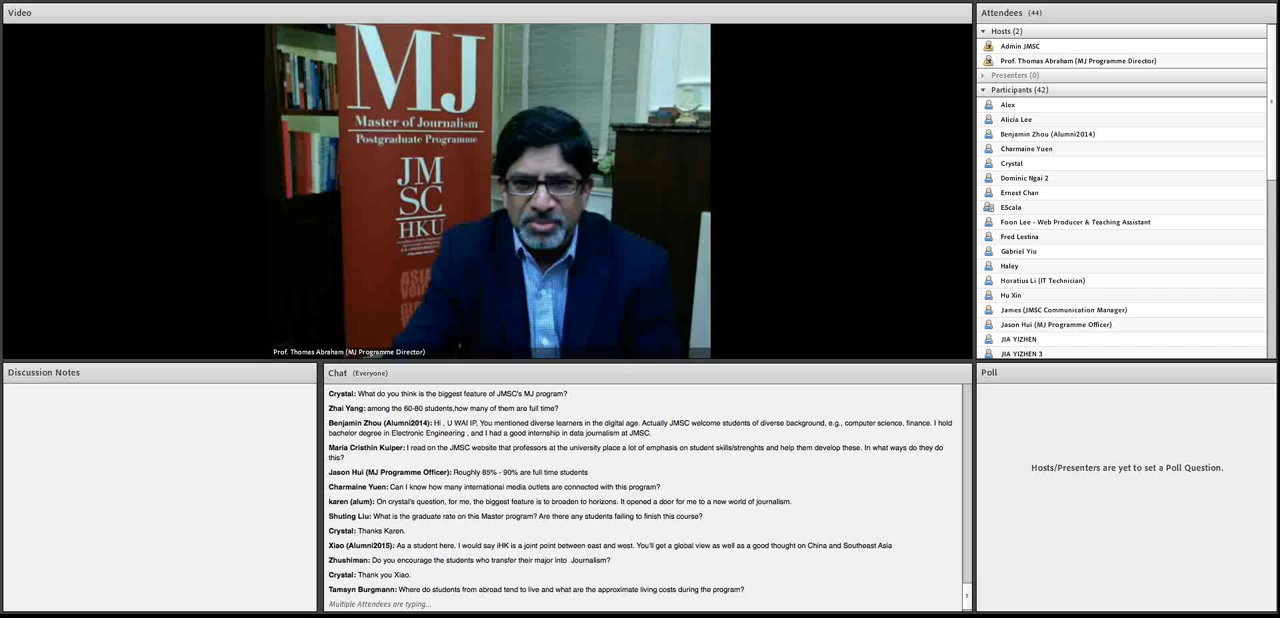 Video
MJ
Master of Journalism
Postgraduate Programme
JM
SC
HKU
Prof. Thomas Abraham (MJ Programme Director)
Attendees (44)
Hosts (2)
Admin JMSC
Prof. Thomas Abraham (MJ Programme Director)
Presenters (0)
Participants (42)
Alex
Alicia Lee
Benjamin Zhou (Alumni2014)
Charmaine Yuen
Crystal
Dominic Ngai 2
Ernest Chan
EScala
Foon Lee - Web Producer & Teaching Assistant
Fred Lestina
Gabriel Yiu
Haley
Horatius Li (IT Technician)
Hu Xin
James (JMSC Communication Manager)
Jason Hui (MJ Programme Officer)
JIA YIZHEN
JIA YIZHEN 3
Discussion Notes
Chat (Everyone)
Crystal: What do you think is the biggest feature of JMSC's MJ program?
Zhai Yang: among the 60-80 students,how many of them are full time?
Benjamin Zhou (Alumni2014): Hi , U WAI IP, You mentioned diverse learners in the digital age. Actually JMSC welcome students of diverse background, e.g., computer science, finance. I hold
bachelor degree in Electronic Engineering , and I had a good internship in data journalism at JMSC.
Maria Cristhin Kuiper: I read on the JMSC website that professors at the university place a lot of emphasis on student skills/strenghts and help them develop these. In what ways do they do
this?
Jason Hui (MJ Programme Officer): Roughly 85% - 90% are full time students
Charmaine Yuen: Can I know how many international media outlets are connected with this program?
karen (alum): On crystal's question, for me, the biggest feature is to broaden to horizons. It opened a door for me to a new world of journalism.
Shuting Liu: What is the graduate rate on this Master program? Are there any students failing to finish this course?
Crystal: Thanks Karen.
Xiao (Alumni2015): As a student here, I would say iHK is a joint point between east and west. You'll get a global view as well as a good thought on China and Southeast Asia
Zhushiman: Do you encourage the students who transfer their major into Journalism?
Crystal: Thank you Xiao.
Tamsyn Burgmann: Where do students from abroad tend to live and what are the approximate living costs during the program?
Multiple Attendees are typing...
Poll
Hosts/Presenters are yet to set a Poll Question.